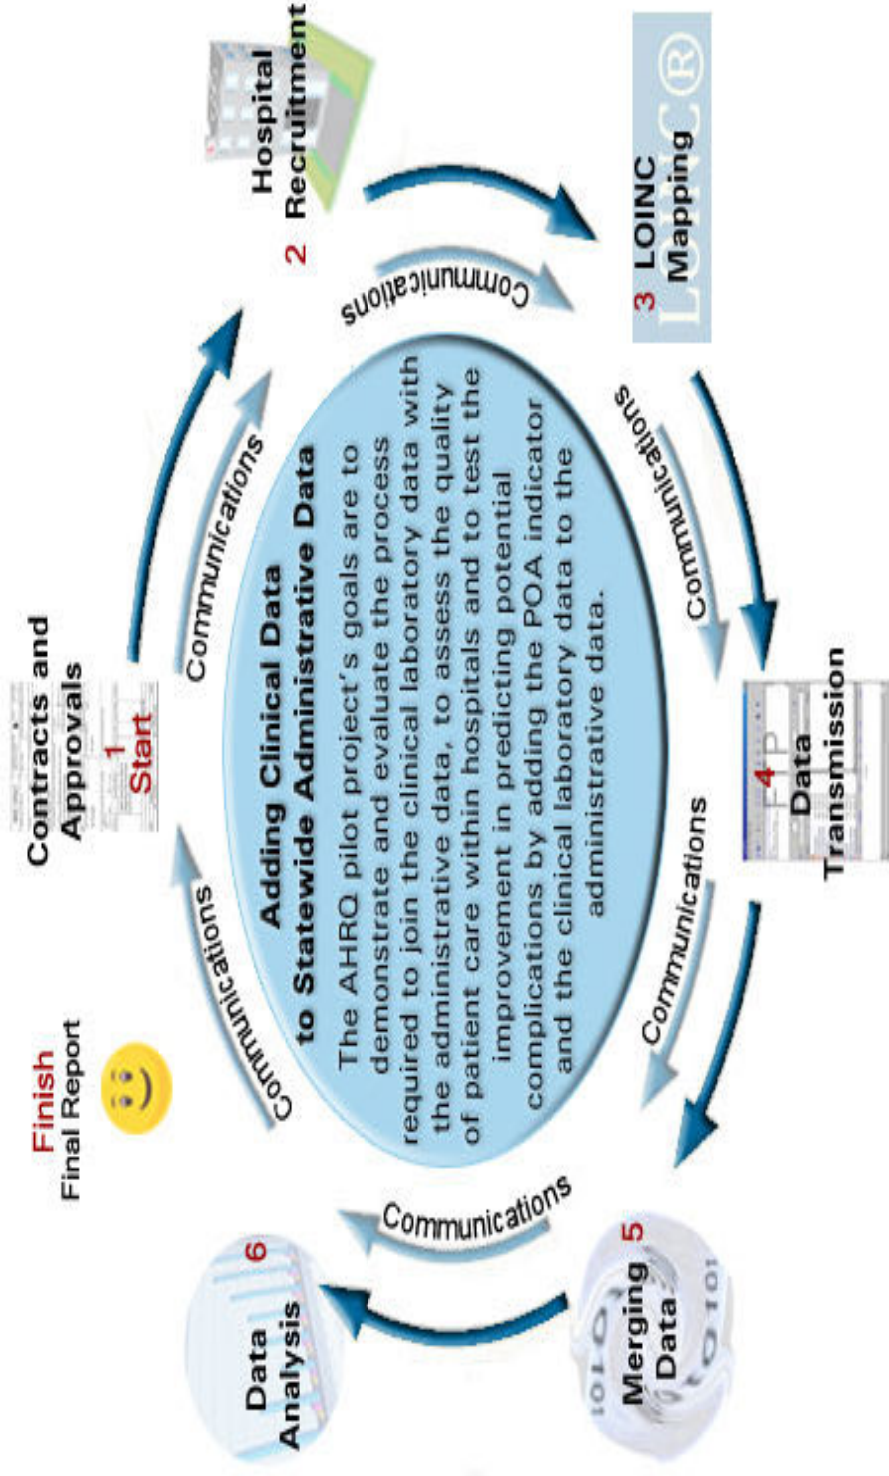 Contracts and
Approvals
1
Start
Communications
2
Hospital
Recruitment
Communications
3
LOINC
Mapping
LOINC®
Communications
4
FTP
Data
Transmission
Communications
5
Merging
Data
101
101
Communications
6
Data
Analysis
Communications
Finish
Final Report
Adding Clinical Data
to Statewide Administrative Data
The AHRQ pilot project's goals are to
demonstrate and evaluate the process
required to join the clinical laboratory data with
the administrative data, to assess the quality
of patient care within hospitals and to test the
improvement in predicting potential
complications by adding the POA indicator
and the clinical laboratory data to the
administrative data.